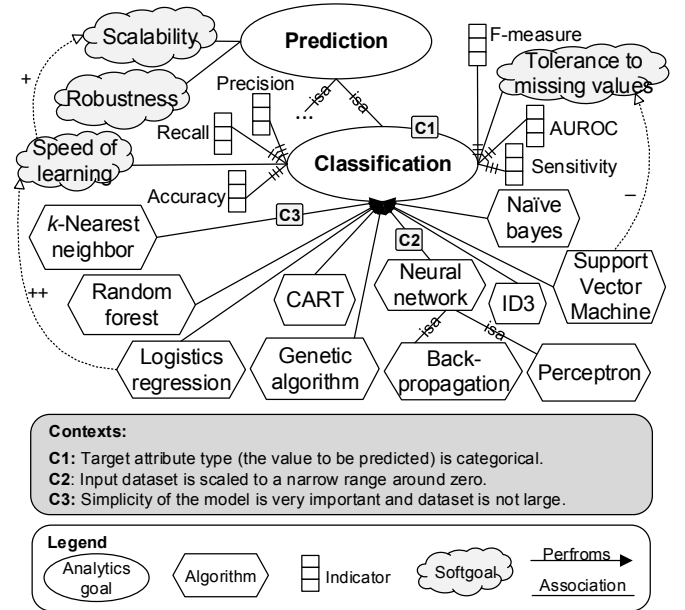 Scalability
Prediction
F-measure
Tolerance to
missing values
+
Robustness
Precision
...
isa
isa
C1
Recall
AUROC
Speed of
learning
Classification
Sensitivity
Accuracy
C3
k-Nearest
neighbor
C2
Naïve
bayes
–
++
Random
forest
CART
Neural
network
ID3
Support
Vector
Machine
isa
isa
Logistics
regression
Genetic
algorithm
Back-
propagation
Perceptron
Contexts:
C1: Target attribute type (the value to be predicted) is categorical.
C2: Input dataset is scaled to a narrow range around zero.
C3: Simplicity of the model is very important and dataset is not large.
Legend
Analytics
goal
Algorithm
Indicator
Softgoal
Perfroms
Association